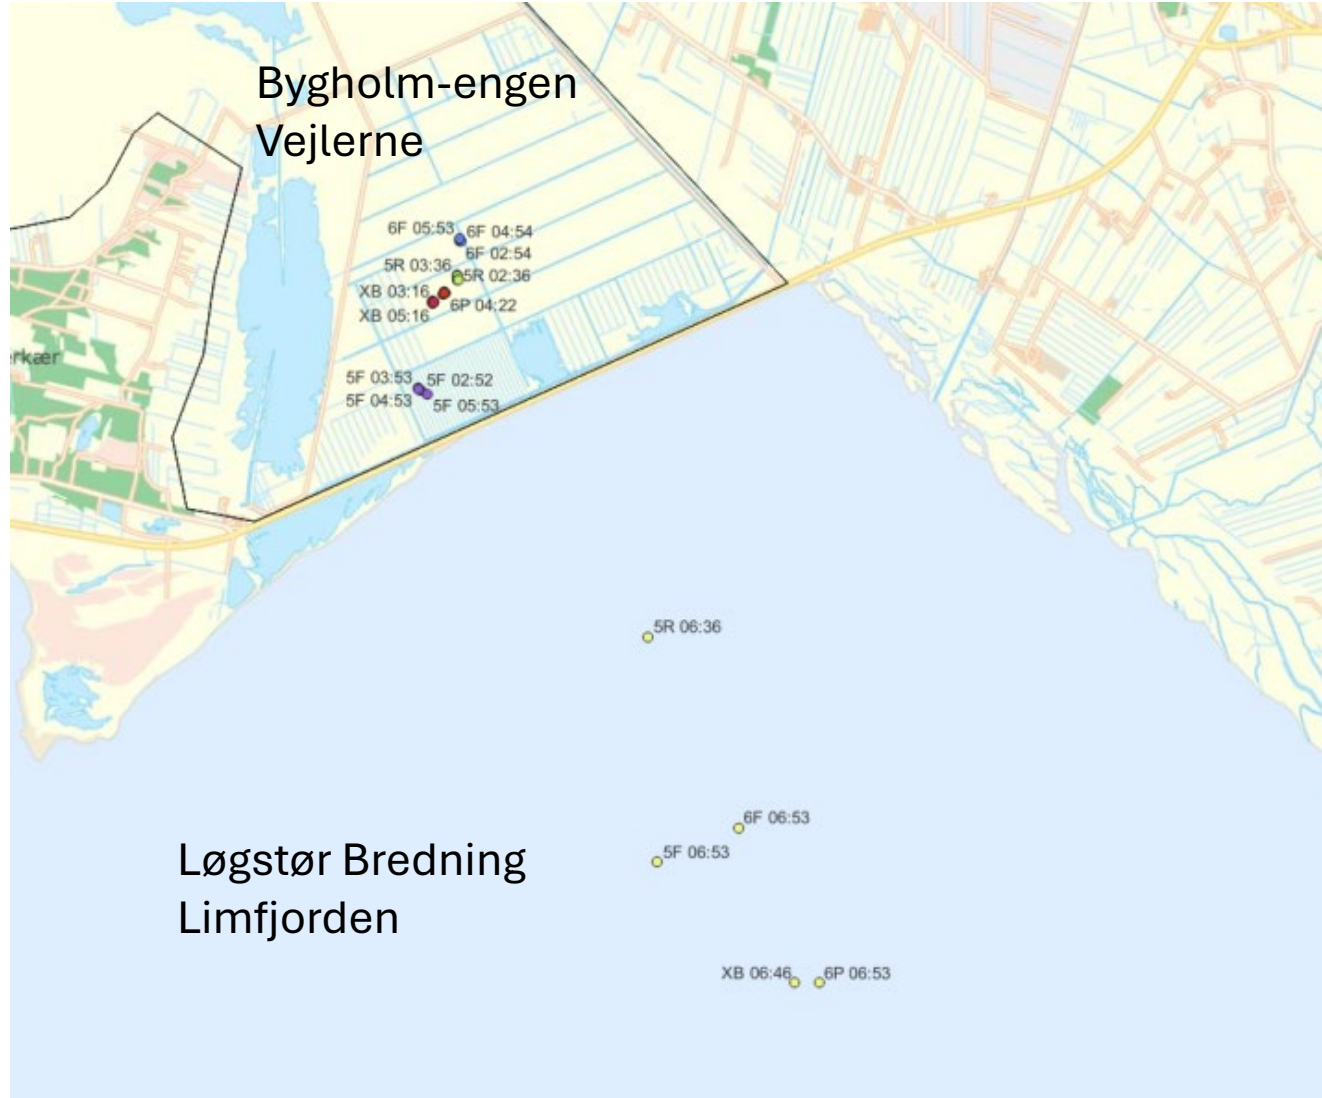 Bygholm-engen
Vejlerne
6F 05:53
6F 04:54
6F 02:54
5R 03:36
5R 02:36
XB 03:16
6P 04:22
XB 05:16
rkær
5F 03:53
5F 02:52
5F 04:53
5F 05:53
5R 06:36
6F 06:53
5F 06:53
Løgstør Bredning
Limfjorden
XB 06:46
6P 06:53